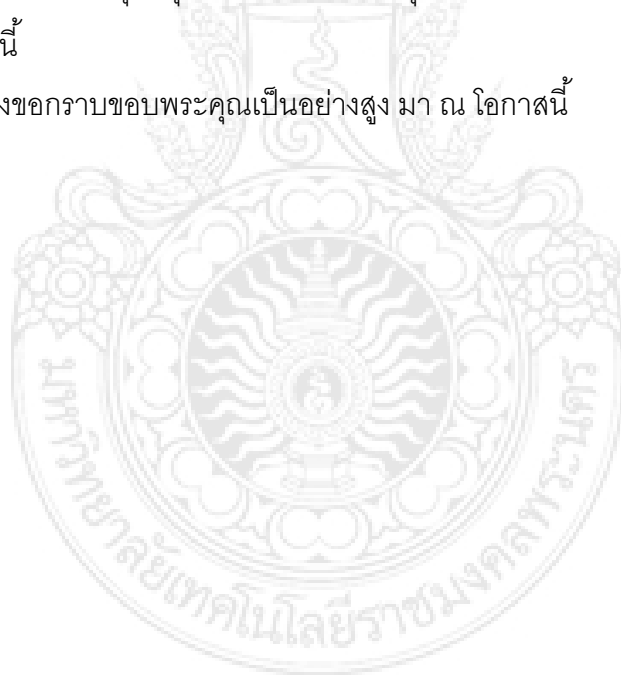 นี้
งขอกราบขอบพระคุณเป็นอย่างสูง มา ณ โอกาสนี้
มหาวิทยาลัยเทคโนโลยีราชมงคลพระนคร